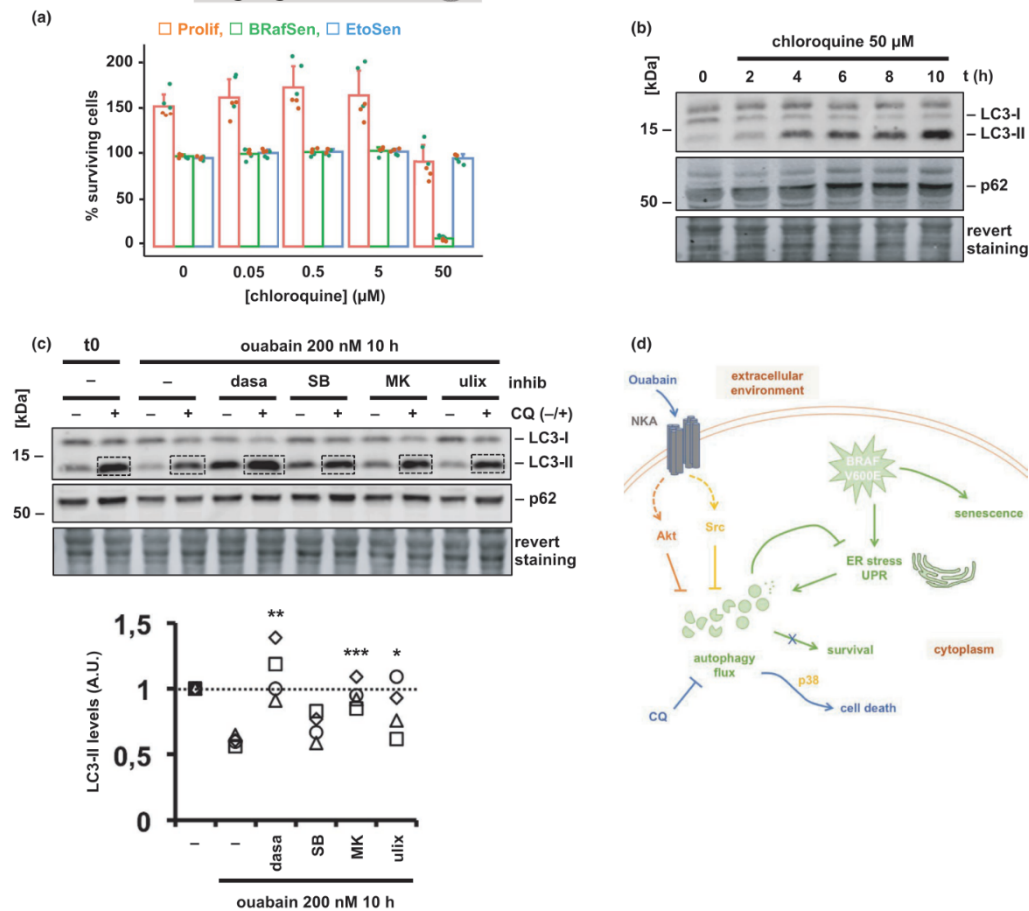 (a)
Prolif, BRafSen, EtoSen
% surviving cells
200
150
100
50
0
0 0.05 0.5 5 50
[chloroquine] (µM)
(b)
chloroquine 50 µM
[kDa]
0 2 4 6 8 10 t (h)
– LC3-I
15 –
– LC3-II
– p62
50 –
revert
staining
(c)
t0 ouabain 200 nM 10 h
– – dasa SB MK ulix inhib
[kDa]
– + – + – + – + – + – + CQ (–/+)
– LC3-I
15 –
– LC3-II
– p62
50 –
revert
staining
LC3-II levels (A.U.)
1,5
1
0,5
0
** *** *
– – dasa SB MK ulix
ouabain 200 nM 10 h
(d)
Ouabain
extracellular
environment
NKA
BRAF
V600E
Akt
Src
senescence
ER stress
UPR
autophagy
flux
survival
cytoplasm
p38
CQ
cell death